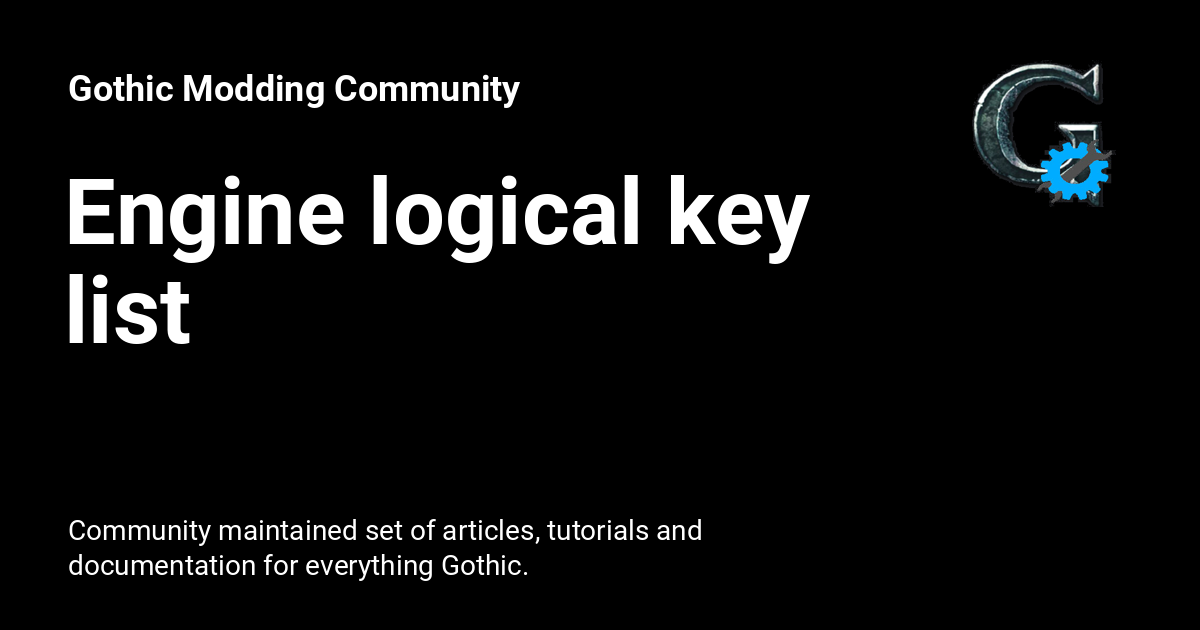 Gothic Modding Community
Engine logical key
list
Community maintained set of articles, tutorials and
documentation for everything Gothic.
G